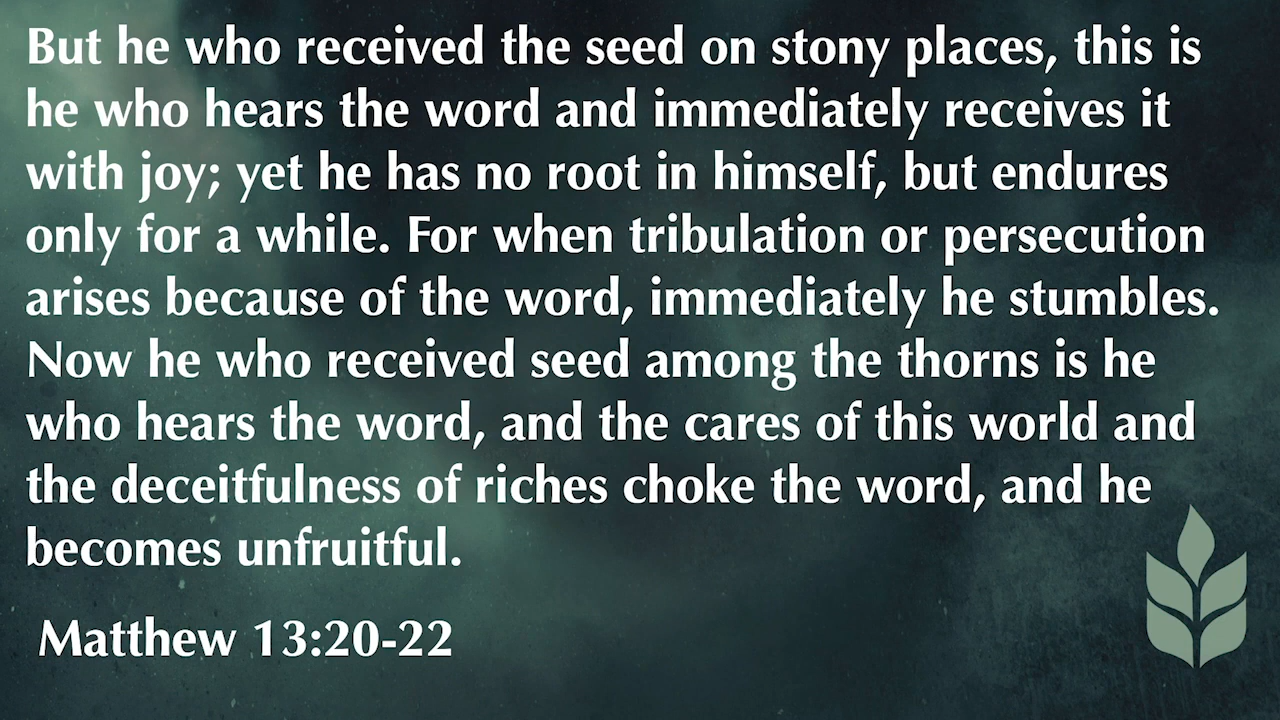 But he who received the seed on stony places, this is
he who hears the word and immediately receives it
with joy; yet he has no root in himself, but endures
only for a while. For when tribulation or persecution
arises because of the word, immediately he stumbles.
Now he who received seed among the thorns is he
who hears the word, and the cares of this world and
the deceitfulness of riches choke the word, and he
becomes unfruitful.
Matthew 13:20-22